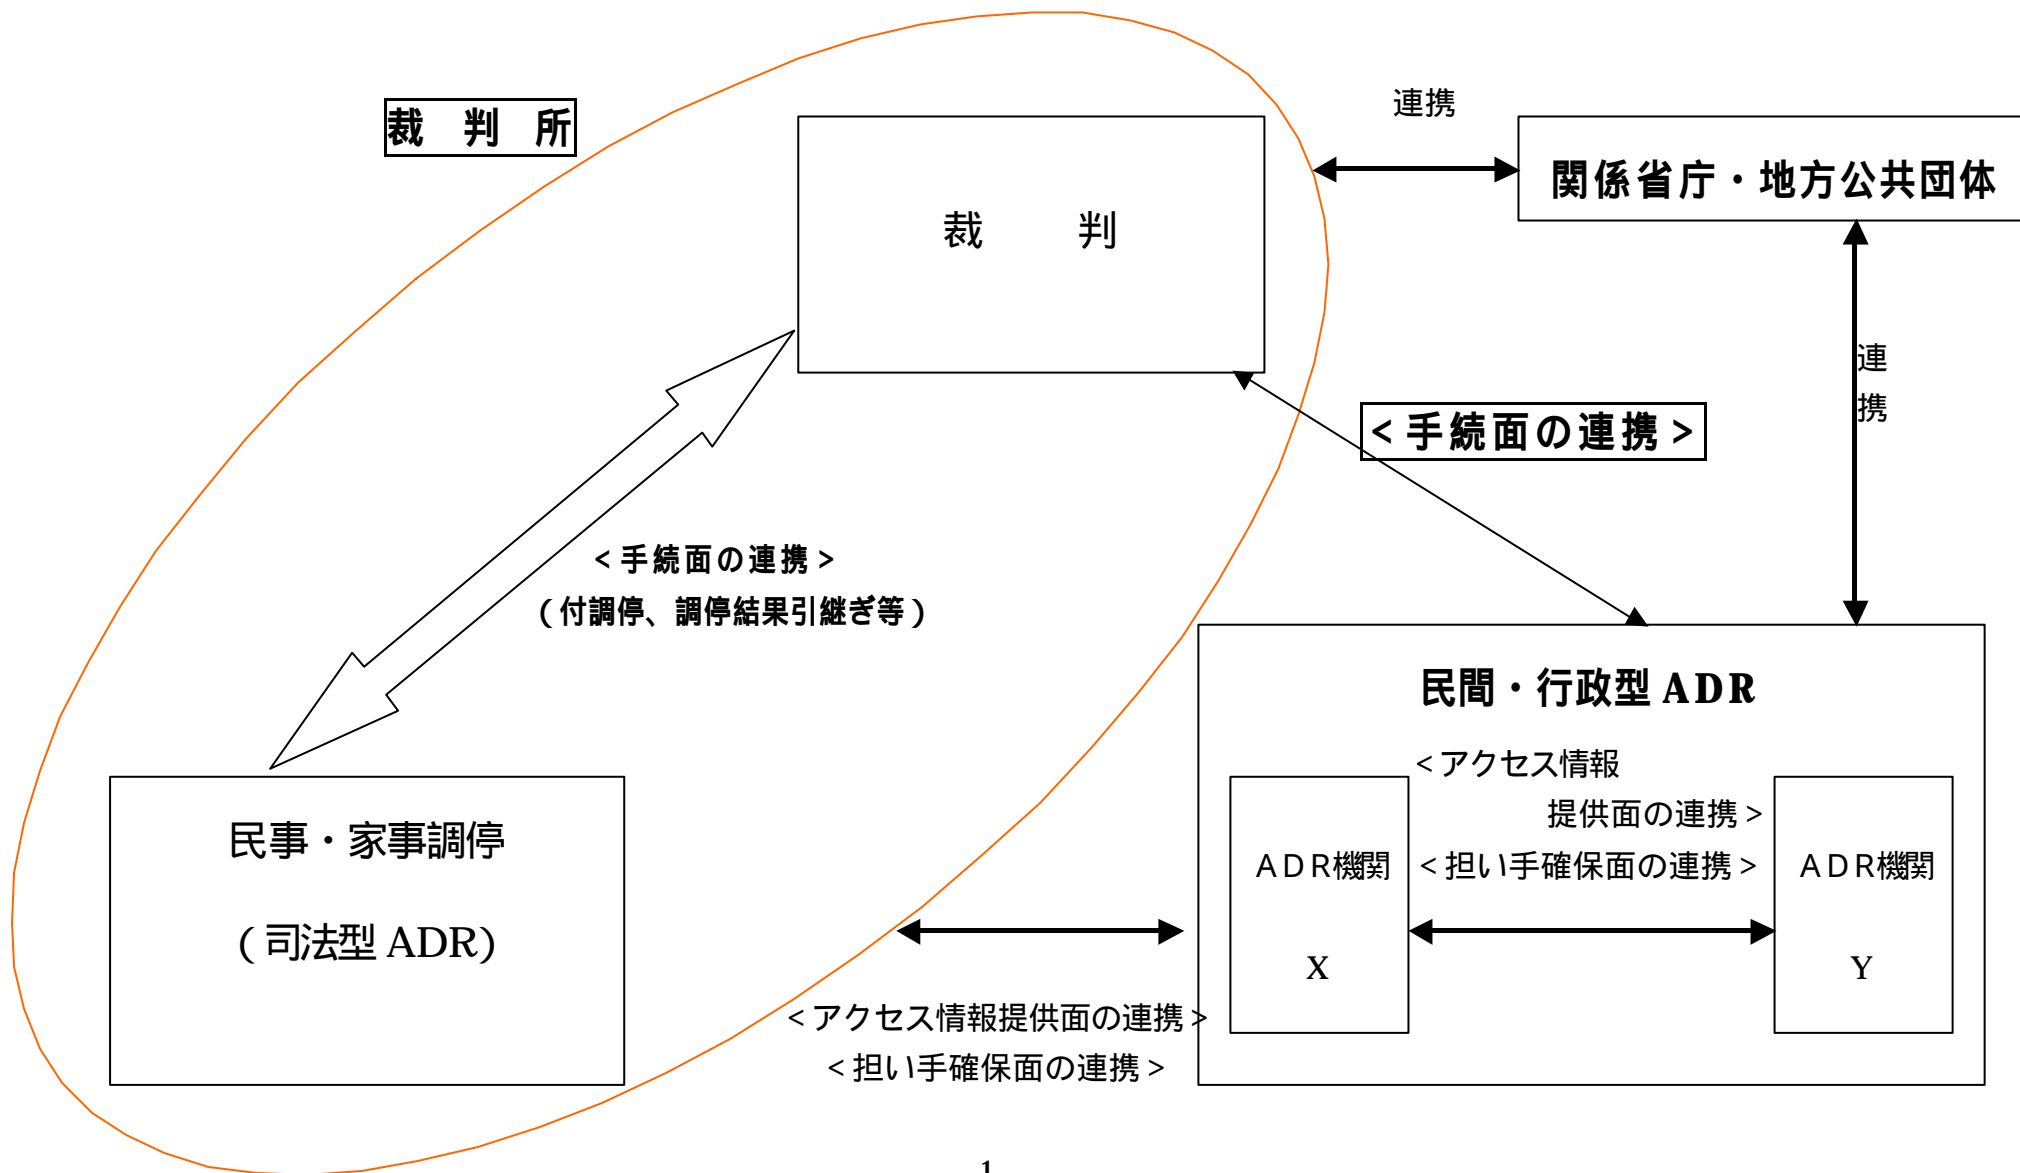 連携
裁 判 所
関係省庁・地方公共団体
裁 判
連
携
<手続面の連携>
<手続面の連携>
(付調停、調停結果引継ぎ等)
民間・行政型 ADR
<アクセス情報
提供面の連携>
<担い手確保面の連携>
ADR機関
X
ADR機関
Y
民事・家事調停
(司法型 ADR)
<アクセス情報提供面の連携>
<担い手確保面の連携>
1